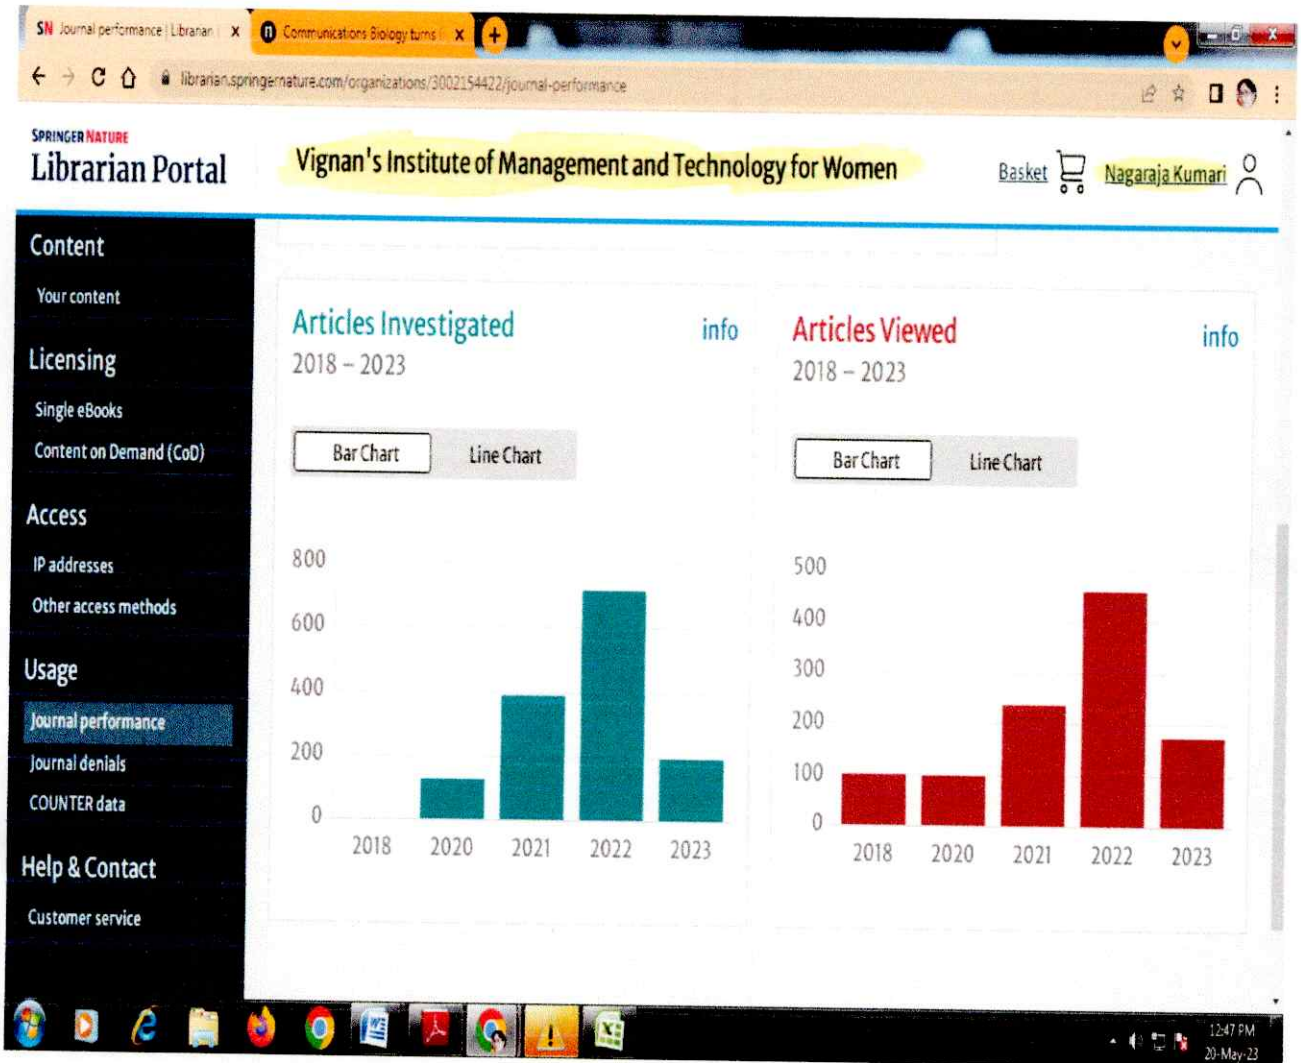 SN Journal performance | Librarian x
n Communications Biology turns x +
librarian.springernature.com/organizations/3002154422/journal-performance
SPRINGER NATURE
Librarian Portal
Vignan's Institute of Management and Technology for Women
Basket
Nagaraja Kumari
Content
Your content
Licensing
Single eBooks
Content on Demand (CoD)
Access
IP addresses
Other access methods
Usage
Journal performance
Journal denials
COUNTER data
Help & Contact
Customer service
Articles Investigated info
2018 – 2023
Bar Chart Line Chart
800
600
400
200
0
2018 2020 2021 2022 2023
Articles Viewed info
2018 – 2023
Bar Chart Line Chart
500
400
300
200
100
0
2018 2020 2021 2022 2023
12:47 PM
20-May-23